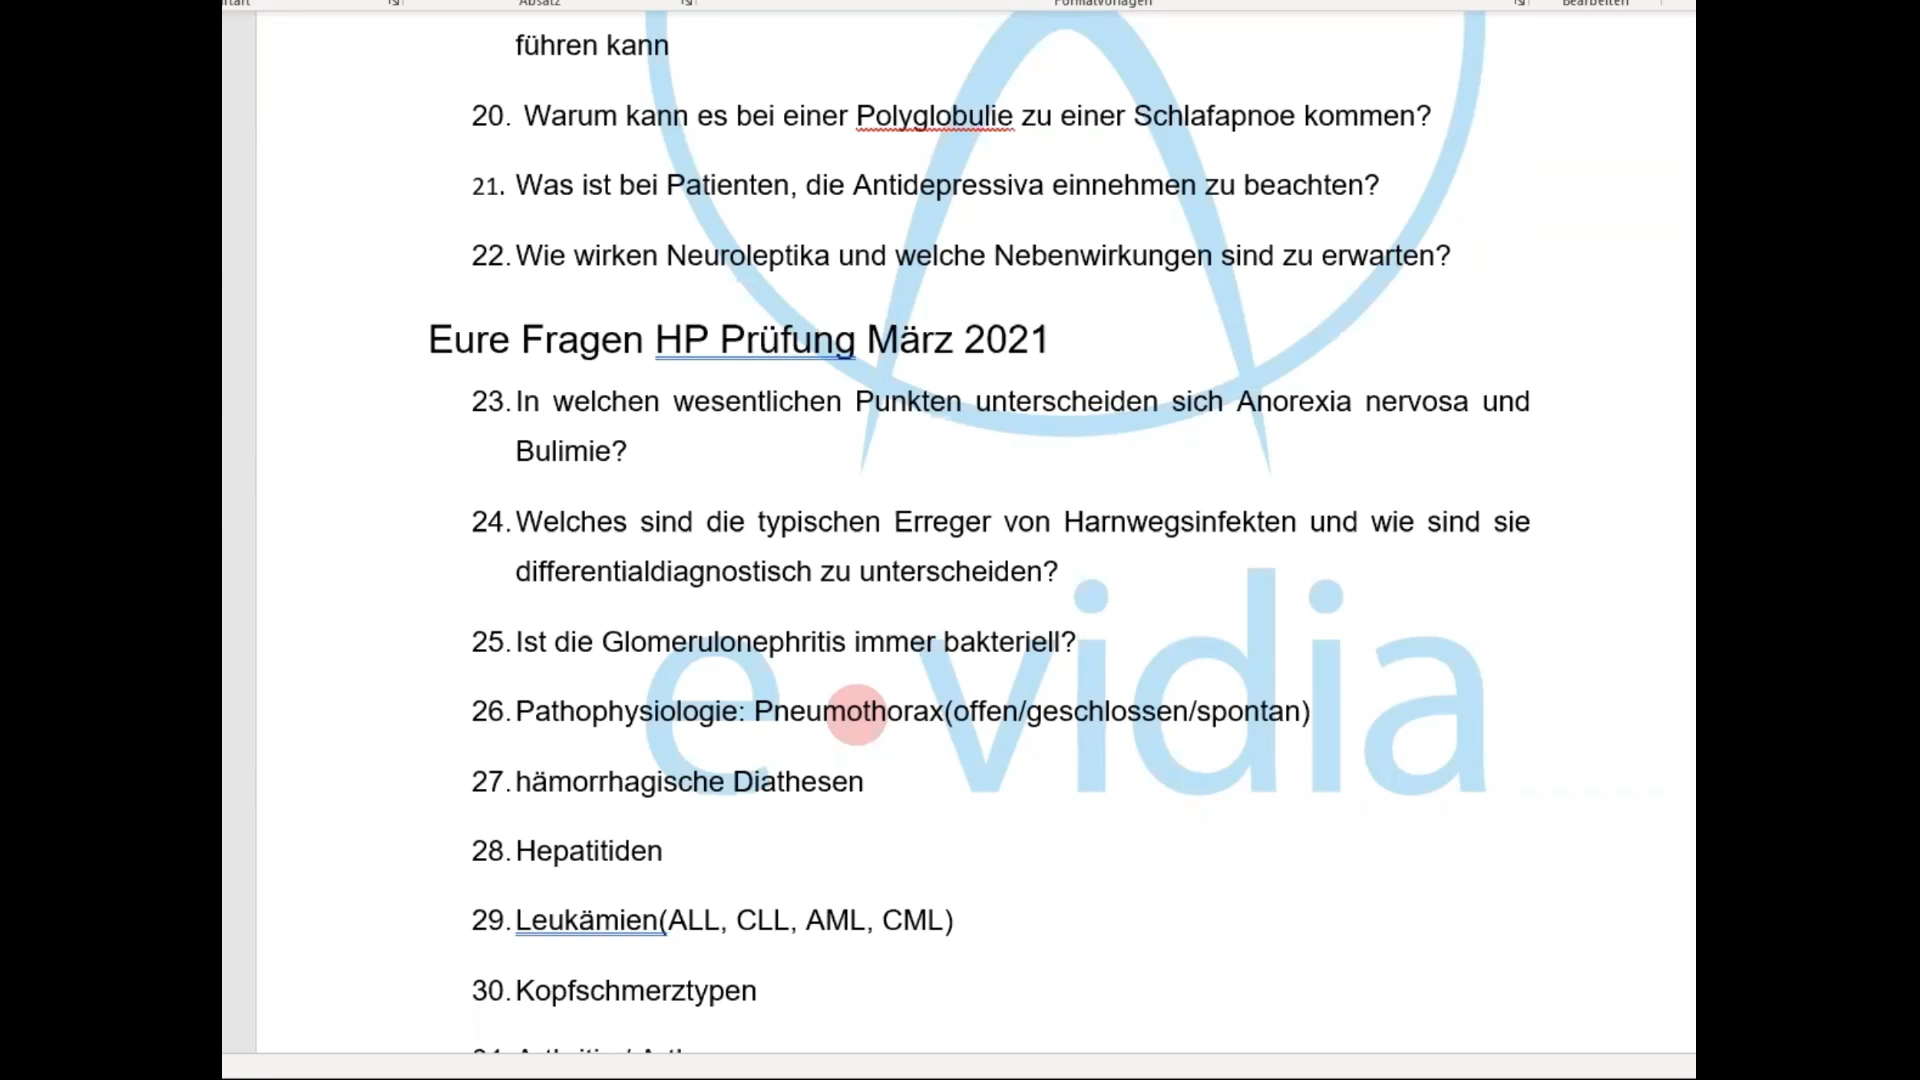 Absatz
Formatvorlagen
Bearbeiten
führen kann
20. Warum kann es bei einer Polyglobulie zu einer Schlafapnoe kommen?
21. Was ist bei Patienten, die Antidepressiva einnehmen zu beachten?
22. Wie wirken Neuroleptika und welche Nebenwirkungen sind zu erwarten?
Eure Fragen HP Prüfung März 2021
23. In welchen wesentlichen Punkten unterscheiden sich Anorexia nervosa und
Bulimie?
24. Welches sind die typischen Erreger von Harnwegsinfekten und wie sind sie
differentialdiagnostisch zu unterscheiden?
25. Ist die Glomerulonephritis immer bakteriell?
26. Pathophysiologie: Pneumothorax(offen/geschlossen/spontan)
27. hämorrhagische Diathesen
28. Hepatitiden
29. Leukämien(ALL, CLL, AML, CML)
30. Kopfschmerztypen
e•vidia